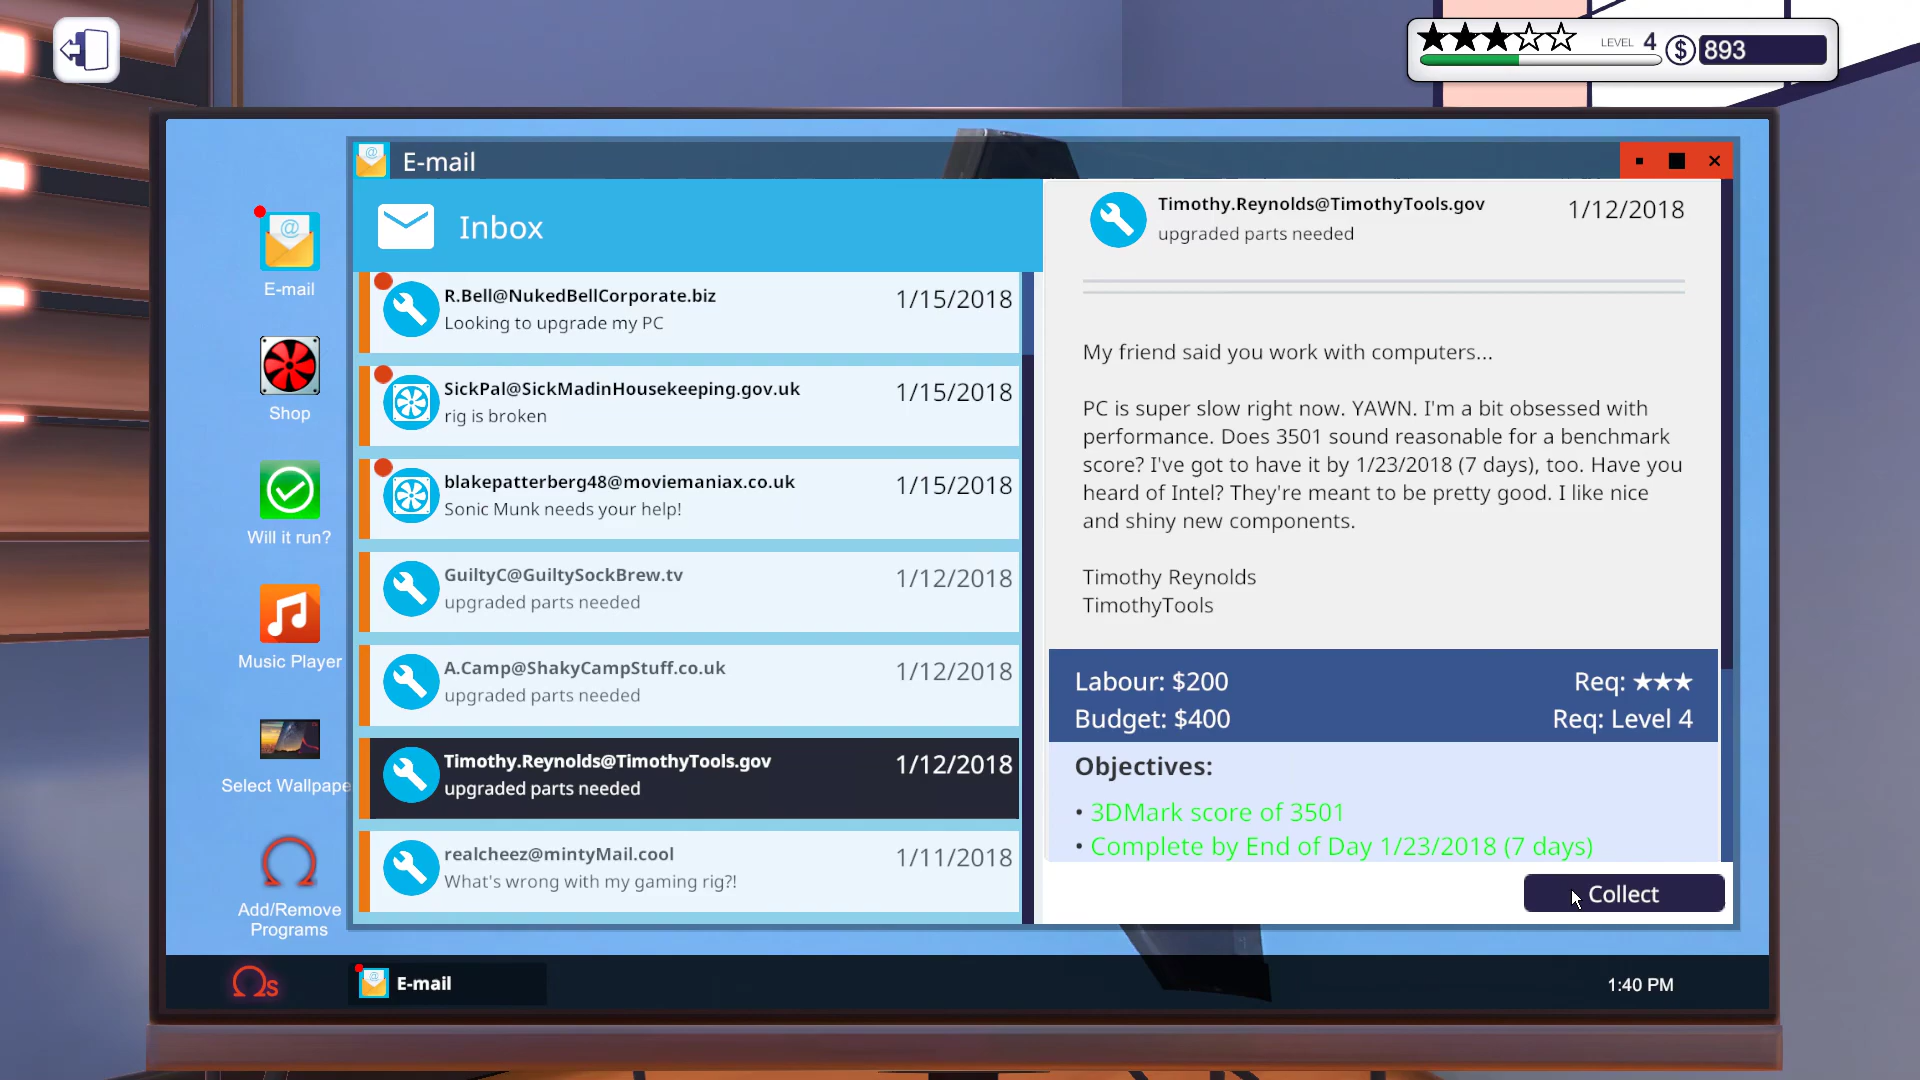 LEVEL 4
$ 893
E-mail
Inbox
E-mail
Shop
Will it run?
Music Player
Select Wallpape
Add/Remove
Programs
R.Bell@NukedBellCorporate.biz
1/15/2018
Looking to upgrade my PC
SickPal@SickMadinHousekeeping.gov.uk
1/15/2018
rig is broken
blakepatterberg48@moviemaniax.co.uk
1/15/2018
Sonic Munk needs your help!
GuiltyC@GuiltySockBrew.tv
1/12/2018
upgraded parts needed
A.Camp@ShakyCampStuff.co.uk
1/12/2018
upgraded parts needed
Timothy.Reynolds@TimothyTools.gov
1/12/2018
upgraded parts needed
realcheez@mintyMail.cool
1/11/2018
What's wrong with my gaming rig?!
Timothy.Reynolds@TimothyTools.gov
1/12/2018
upgraded parts needed
My friend said you work with computers...
PC is super slow right now. YAWN. I'm a bit obsessed with
performance. Does 3501 sound reasonable for a benchmark
score? I've got to have it by 1/23/2018 (7 days), too. Have you
heard of Intel? They're meant to be pretty good. I like nice
and shiny new components.
Timothy Reynolds
TimothyTools
Labour: $200
Req: ★★★
Budget: $400
Req: Level 4
Objectives:
• 3DMark score of 3501
• Complete by End of Day 1/23/2018 (7 days)
Collect
Ωs
E-mail
1:40 PM